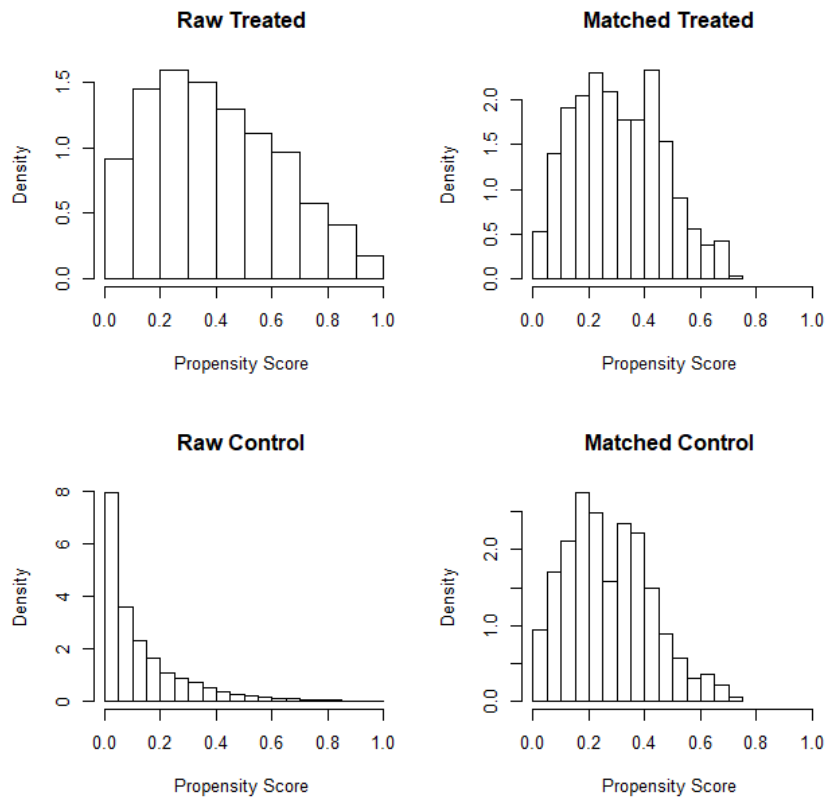 Raw Treated
Density
0.0 0.5 1.0 1.5
0.0 0.2 0.4 0.6 0.8 1.0
Propensity Score
Matched Treated
Density
0.0 0.5 1.0 1.5 2.0
0.0 0.2 0.4 0.6 0.8 1.0
Propensity Score
Raw Control
Density
0 2 4 6 8
0.0 0.2 0.4 0.6 0.8 1.0
Propensity Score
Matched Control
Density
0.0 1.0 2.0
0.0 0.2 0.4 0.6 0.8 1.0
Propensity Score